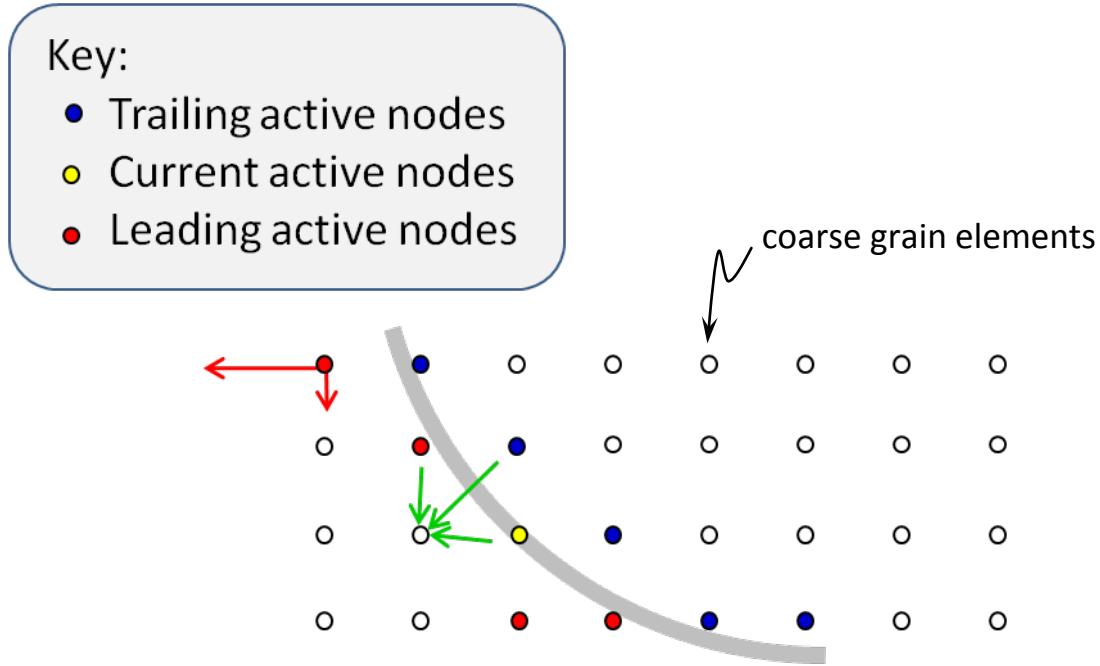 Key:
Trailing active nodes
Current active nodes
Leading active nodes
coarse grain elements